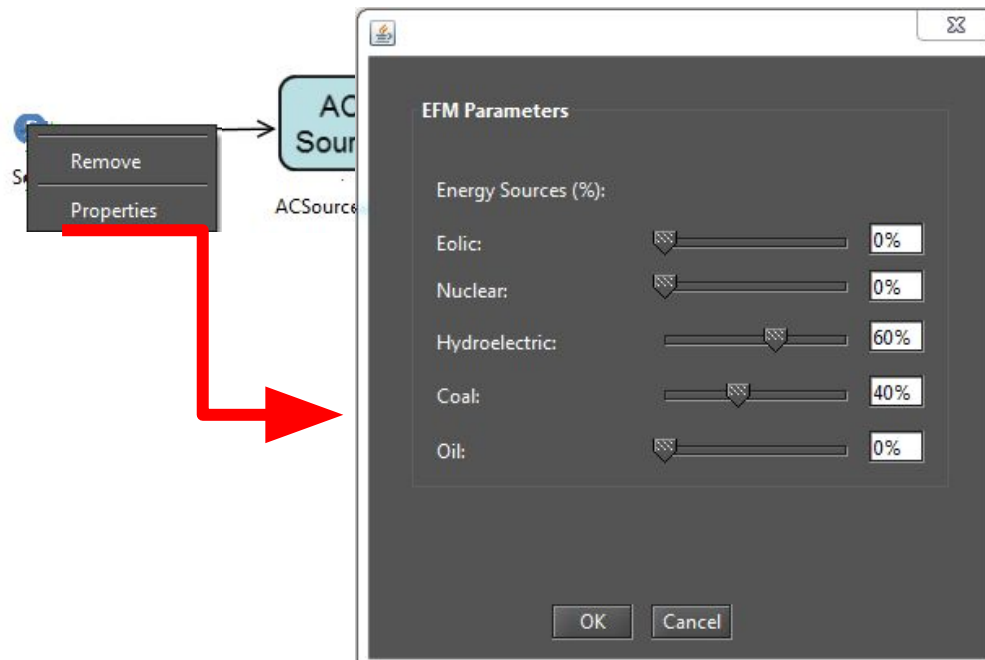 AC
Sour
Remove
Properties
ACSource
EFM Parameters
Energy Sources (%):
Eolic: 0%
Nuclear: 0%
Hydroelectric: 60%
Coal: 40%
Oil: 0%
OK Cancel